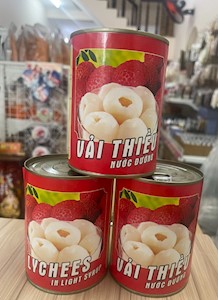 VẢI THIỀU
NƯỚC ĐƯỜNG
LYCHEES
IN LIGHT SYRUP
VẢI THIỀU
NƯỚC ĐƯỜNG